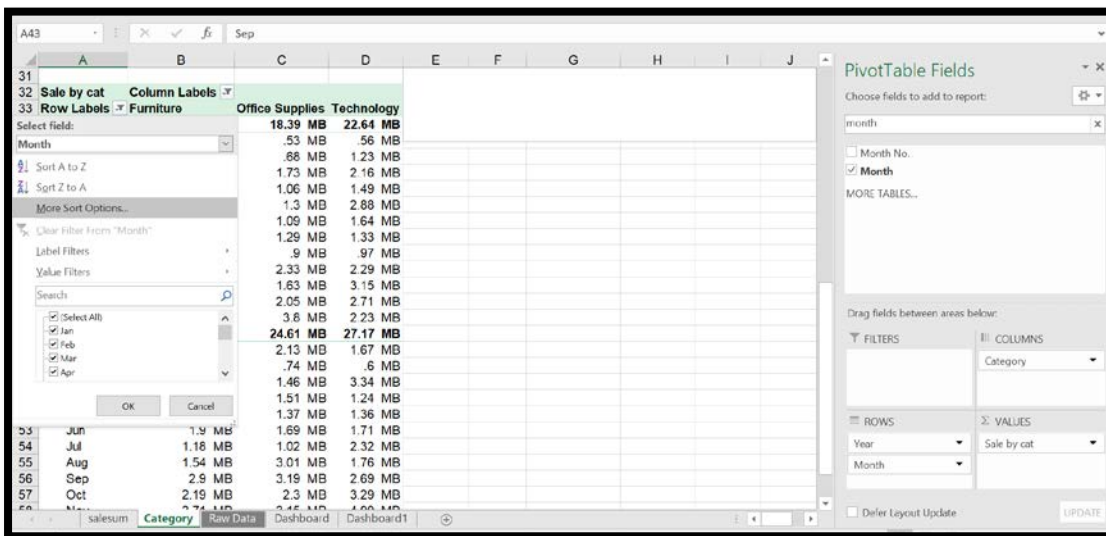 A43 fx Sep
A B C D E F G H I J
31
32 Sale by cat Column Labels
33 Row Labels Furniture Office Supplies Technology
Select field:
Month
Sort A to Z
Sort Z to A
More Sort Options...
Clear Filter From "Month"
Label Filters
Value Filters
Search
(Select All)
Jan
Feb
Mar
Apr
OK Cancel
18.39 MB 22.64 MB
.53 MB .56 MB
.68 MB 1.23 MB
1.73 MB 2.16 MB
1.06 MB 1.49 MB
1.3 MB 2.88 MB
1.09 MB 1.64 MB
1.29 MB 1.33 MB
.9 MB .97 MB
2.33 MB 2.29 MB
1.63 MB 3.15 MB
2.05 MB 2.71 MB
3.8 MB 2.23 MB
24.61 MB 27.17 MB
2.13 MB 1.67 MB
.74 MB .6 MB
1.46 MB 3.34 MB
1.51 MB 1.24 MB
1.37 MB 1.36 MB
53 Jun 1.9 MB 1.69 MB 1.71 MB
54 Jul 1.18 MB 1.02 MB 2.32 MB
55 Aug 1.54 MB 3.01 MB 1.76 MB
56 Sep 2.9 MB 3.19 MB 2.69 MB
57 Oct 2.19 MB 2.3 MB 3.29 MB
salesum Category Raw Data Dashboard Dashboard1
PivotTable Fields
Choose fields to add to report:
month
Month No.
Month
MORE TABLES...
Drag fields between areas below:
FILTERS COLUMNS
Category
ROWS VALUES
Year Sale by cat
Month
Defer Layout Update UPDATE